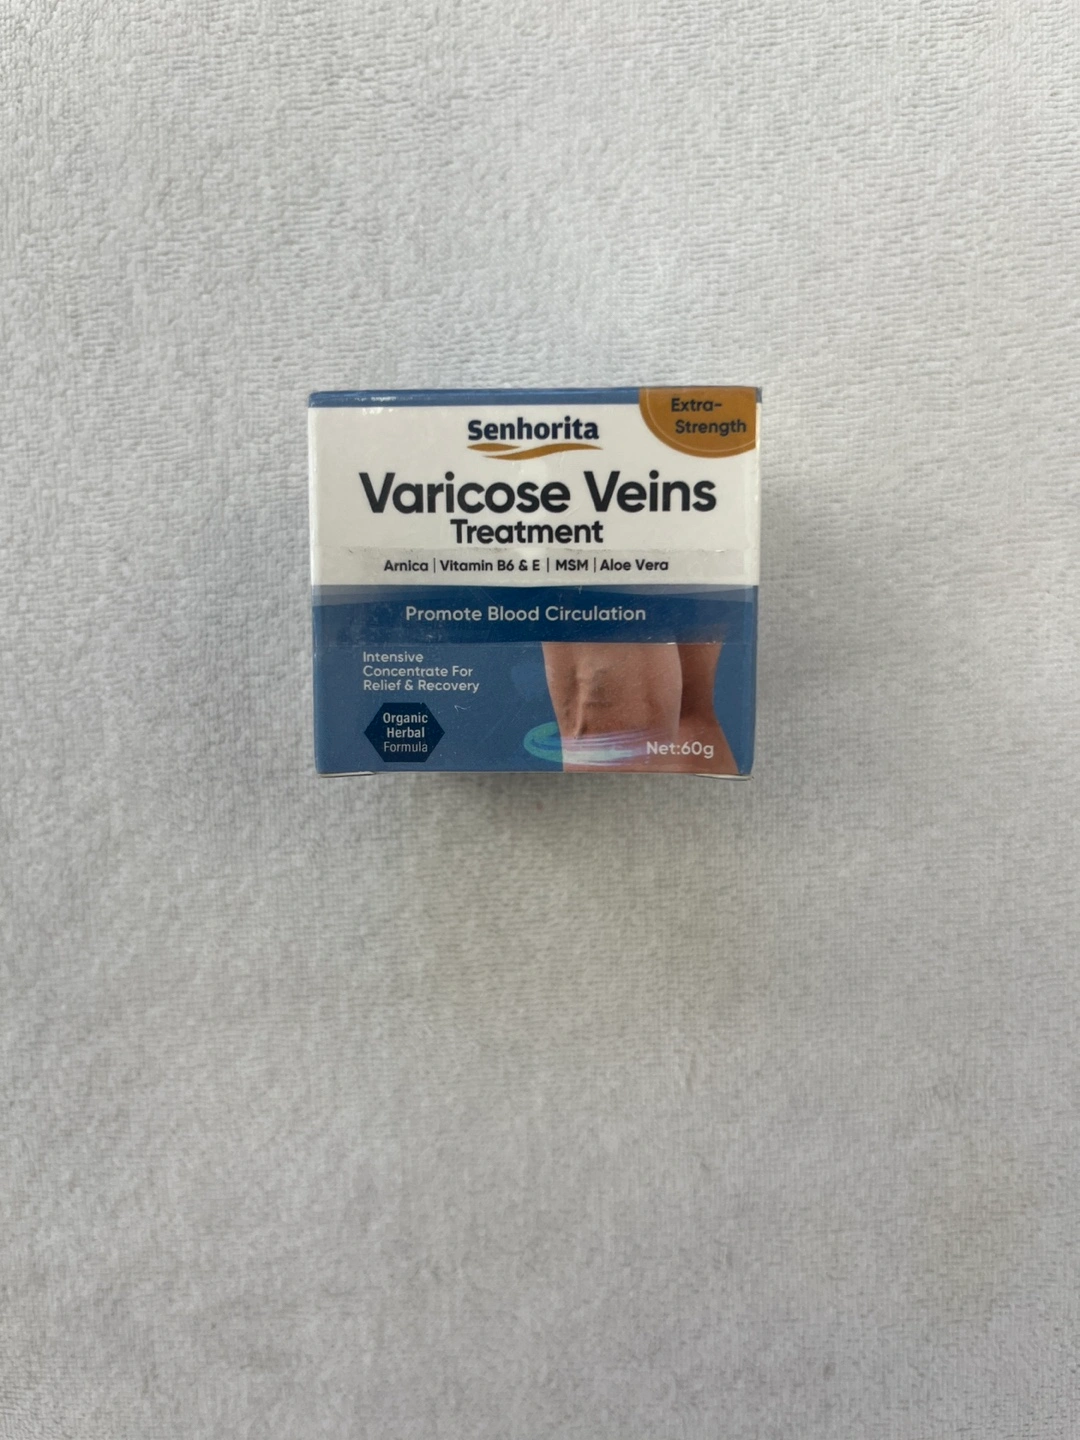 Extra-
Strength
Senhorita
Varicose Veins
Treatment
Arnica | Vitamin B6 & E | MSM | Aloe Vera
Promote Blood Circulation
Intensive
Concentrate For
Relief & Recovery
Organic
Herbal
Formula
Net:60g